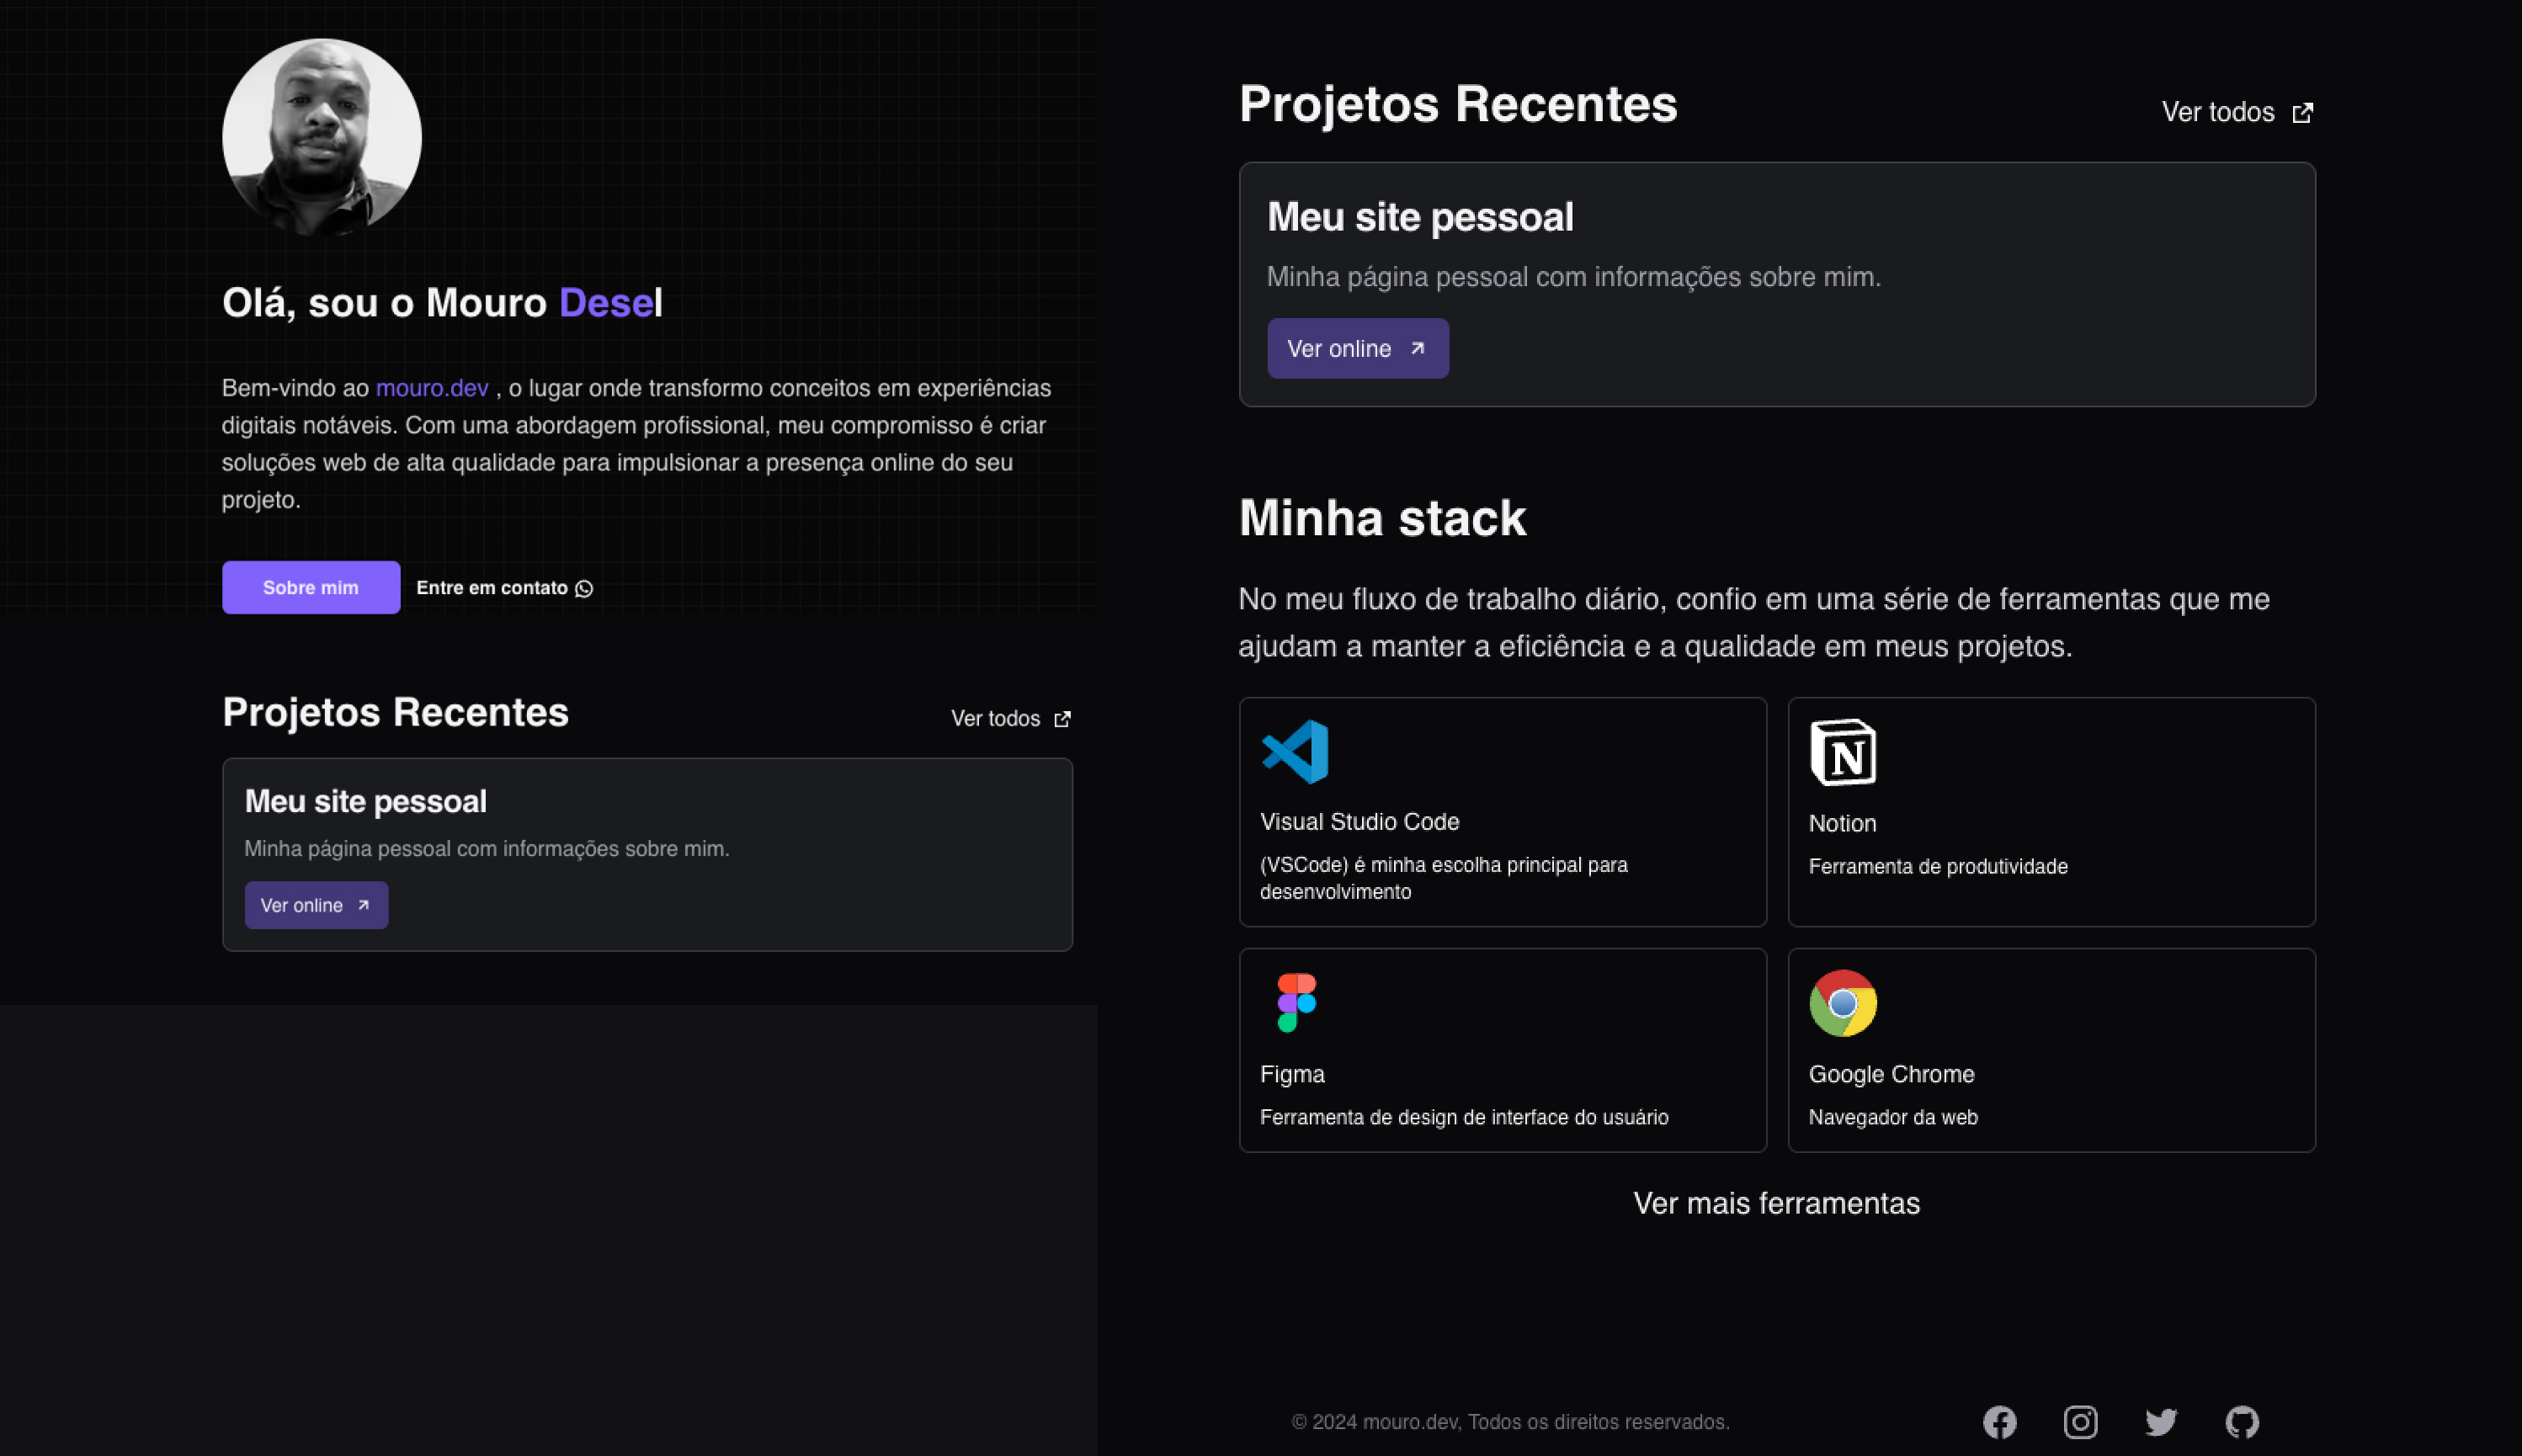 Olá, sou o Mouro Desel
Bem-vindo ao mouro.dev , o lugar onde transformo conceitos em experiências
digitais notáveis. Com uma abordagem profissional, meu compromisso é criar
soluções web de alta qualidade para impulsionar a presença online do seu
projeto.
Sobre mim
Entre em contato
Projetos Recentes
Ver todos
Meu site pessoal
Minha página pessoal com informações sobre mim.
Ver online
Projetos Recentes
Ver todos
Meu site pessoal
Minha página pessoal com informações sobre mim.
Ver online
Minha stack
No meu fluxo de trabalho diário, confio em uma série de ferramentas que me
ajudam a manter a eficiência e a qualidade em meus projetos.
Visual Studio Code
(VSCode) é minha escolha principal para
desenvolvimento
N
Notion
Ferramenta de produtividade
Figma
Ferramenta de design de interface do usuário
Google Chrome
Navegador da web
Ver mais ferramentas
© 2024 mouro.dev, Todos os direitos reservados.